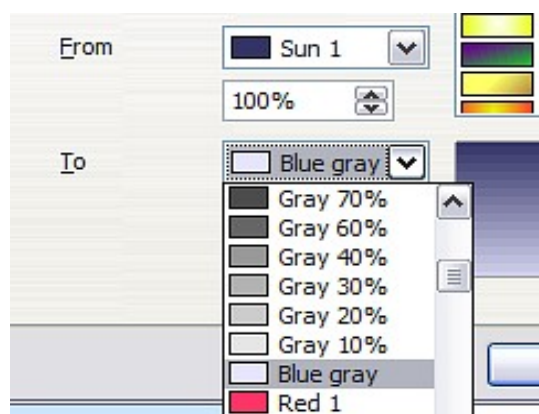 From
Sun 1
100%
To
Blue gray
Gray 70%
Gray 60%
Gray 40%
Gray 30%
Gray 20%
Gray 10%
Blue gray
Red 1